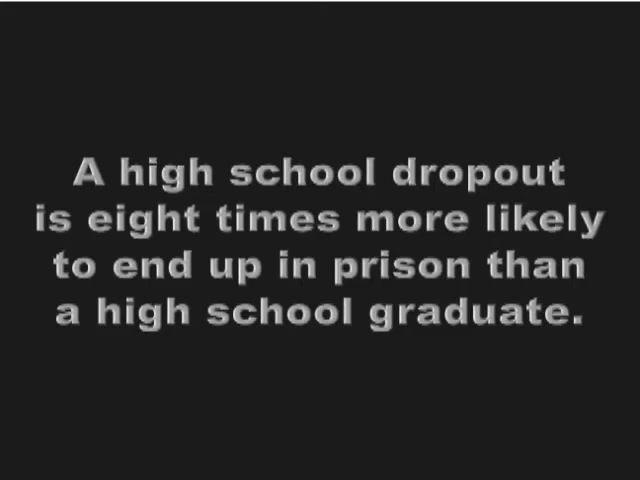 A high school dropout
is eight times more likely
to end up in prison than
a high school graduate.